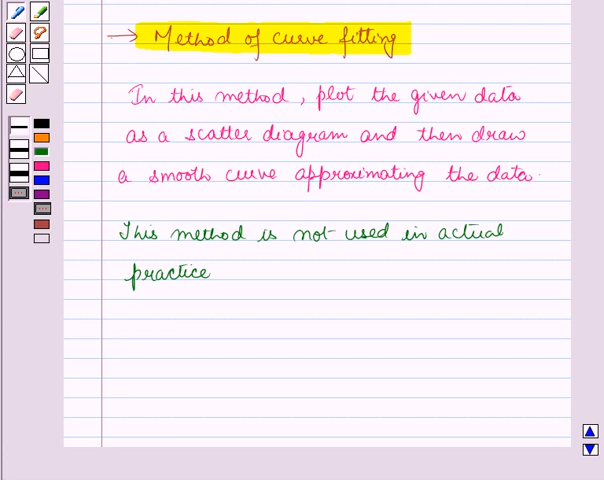 → Method of curve fitting
In this method, plot the given data
as a scatter diagram and then draw
a smooth curve approximating the data.
This method is not used in actual
practice